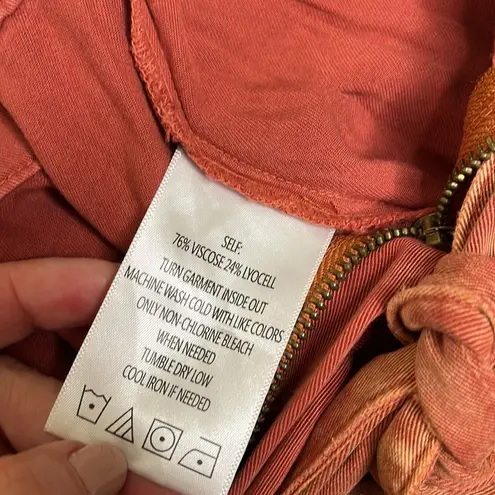 SELF:
76% VISCOSE 24% LYOCELL
TURN GARMENT INSIDE OUT
MACHINE WASH COLD WITH LIKE COLORS
ONLY NON-CHLORINE BLEACH
WHEN NEEDED
TUMBLE DRY LOW
COOL IRON IF NEEDED